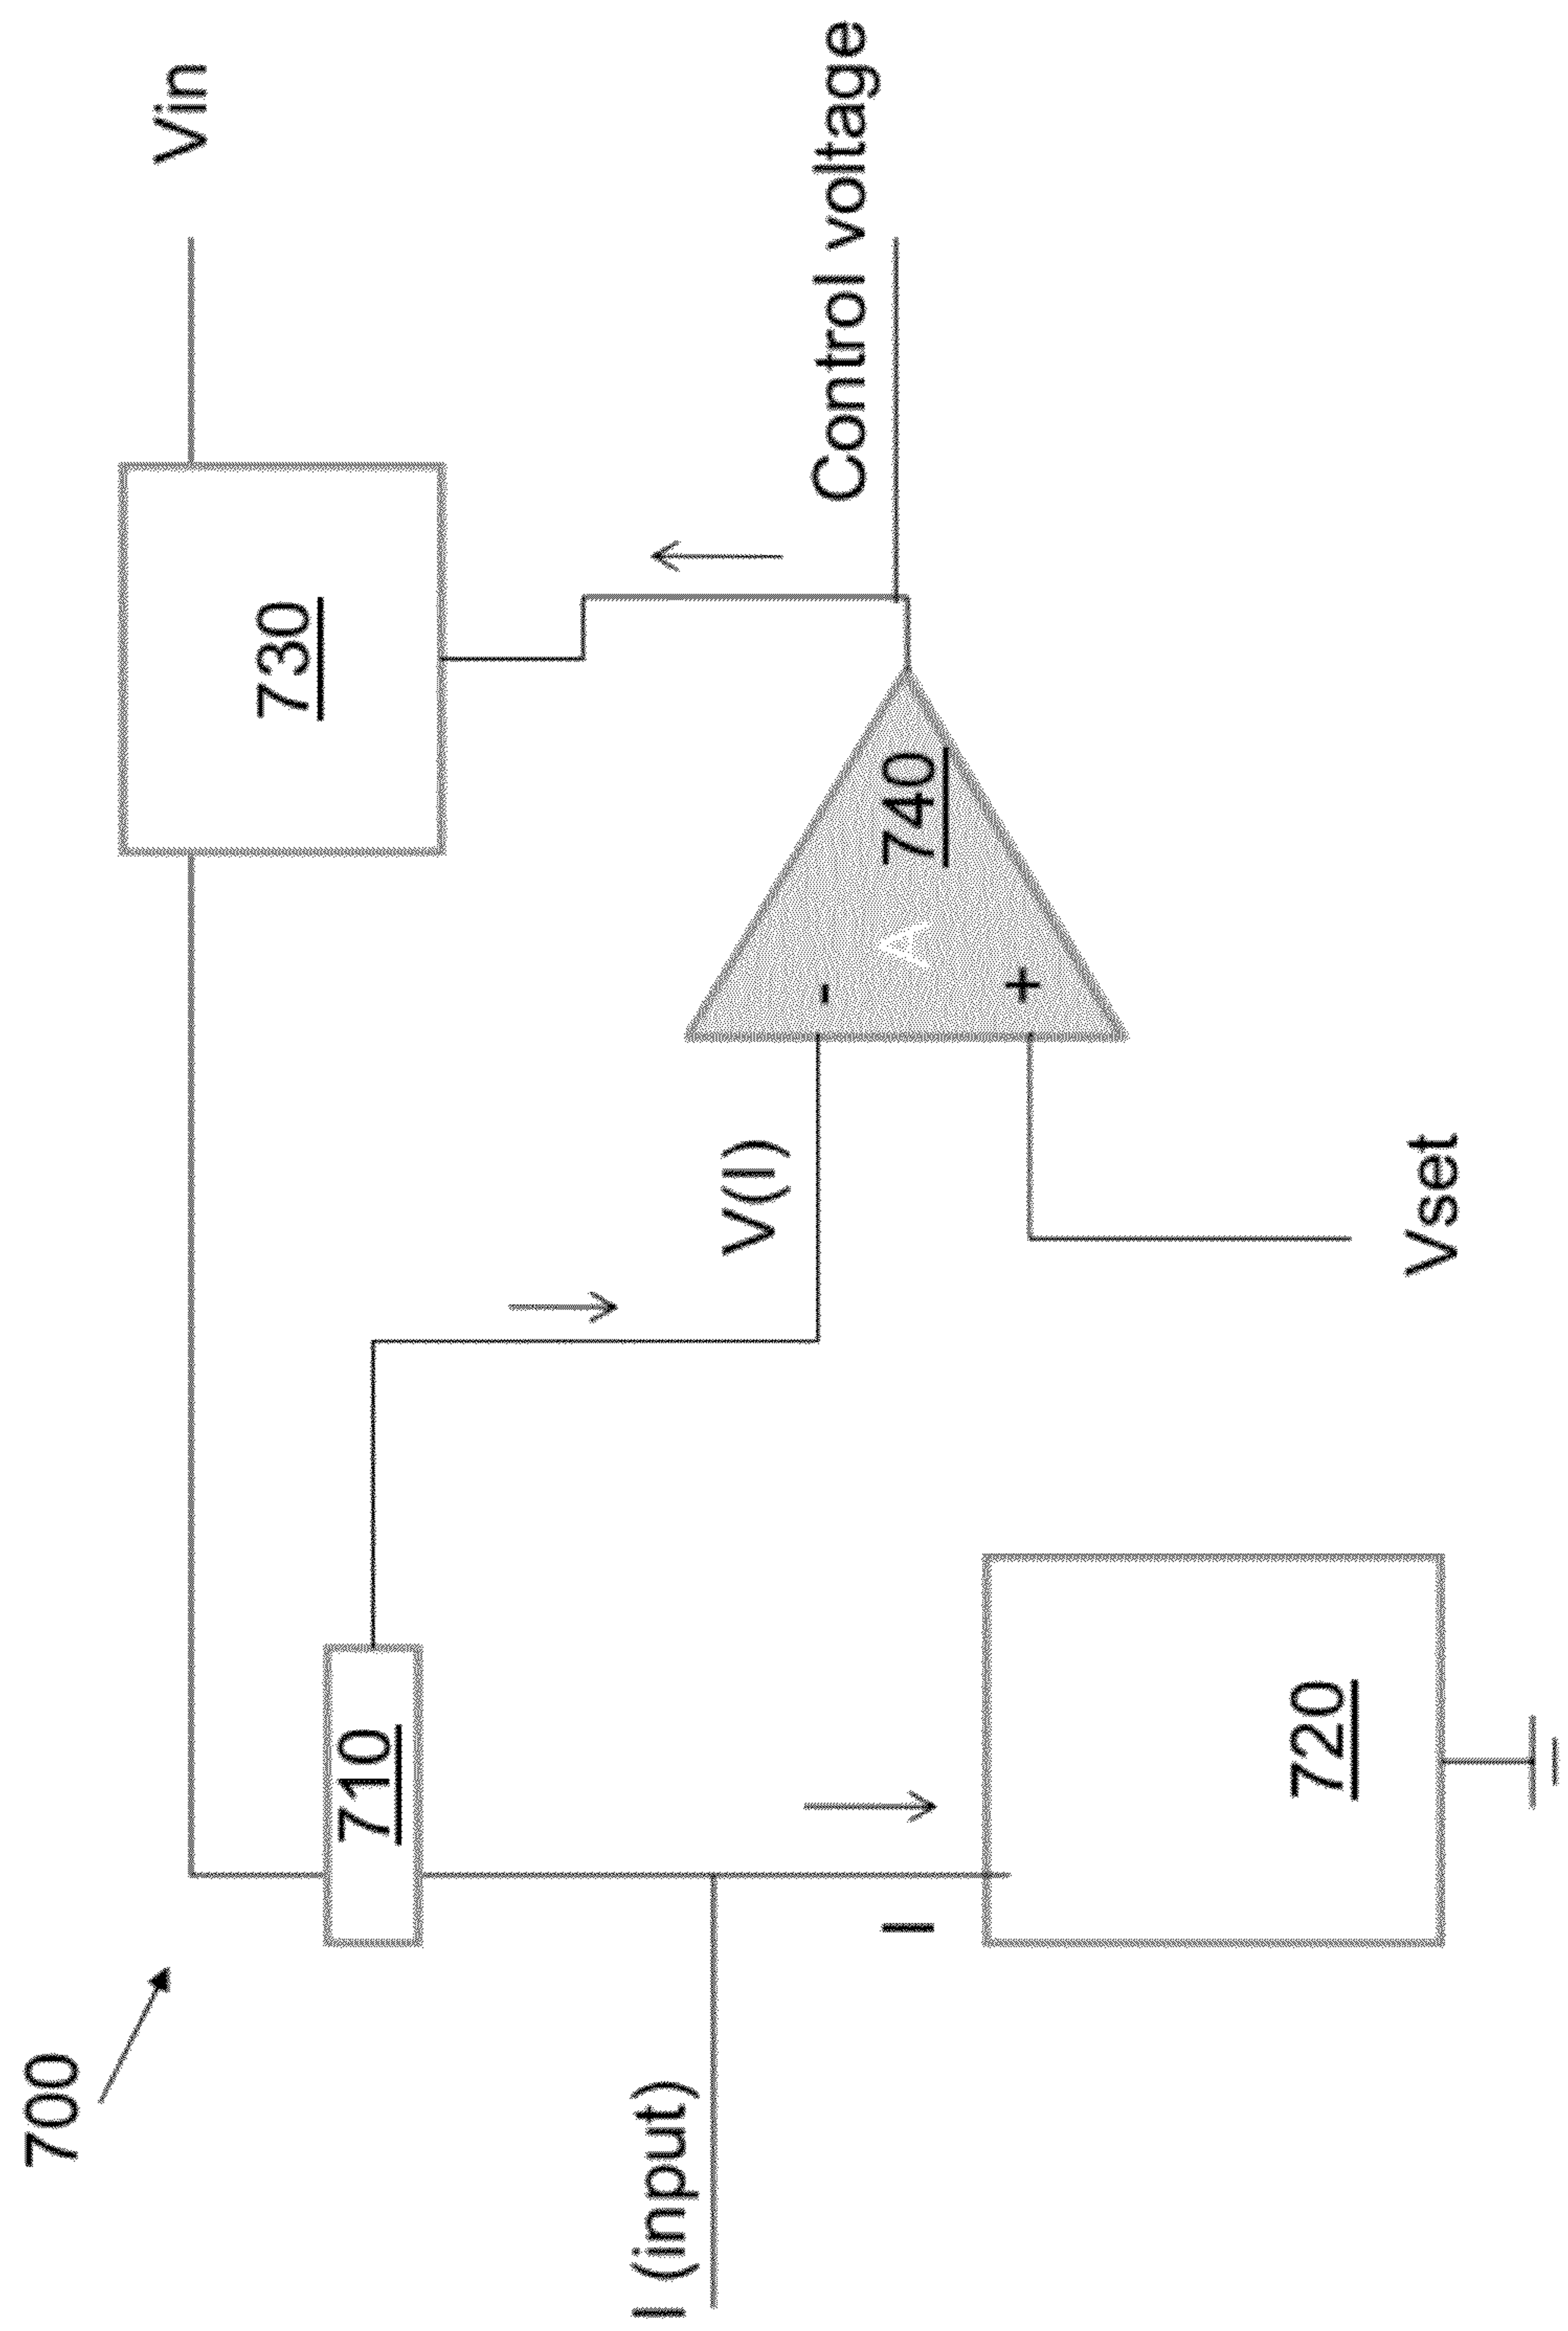 700
Vin
730
710
I (input)
V(I)
Control voltage
-
A
740
+
I
720
Vset